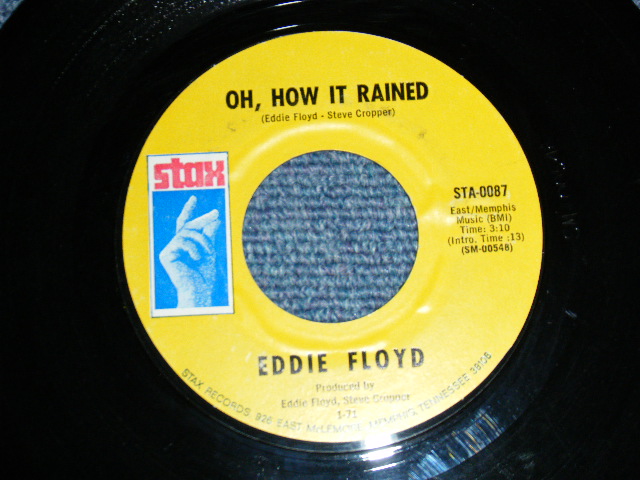 OH, HOW IT RAINED
(Eddie Floyd - Steve Cropper)
stax
STA-0087
East/Memphis
Music (BMI)
Time: 3:10
(Intro. Time :13)
(SM-00548)
EDDIE FLOYD
Produced by
Eddie Floyd, Steve Cropper
1-71
STAX RECORDS 926 EAST McLEMORE, MEMPHIS, TENNESSEE 38106